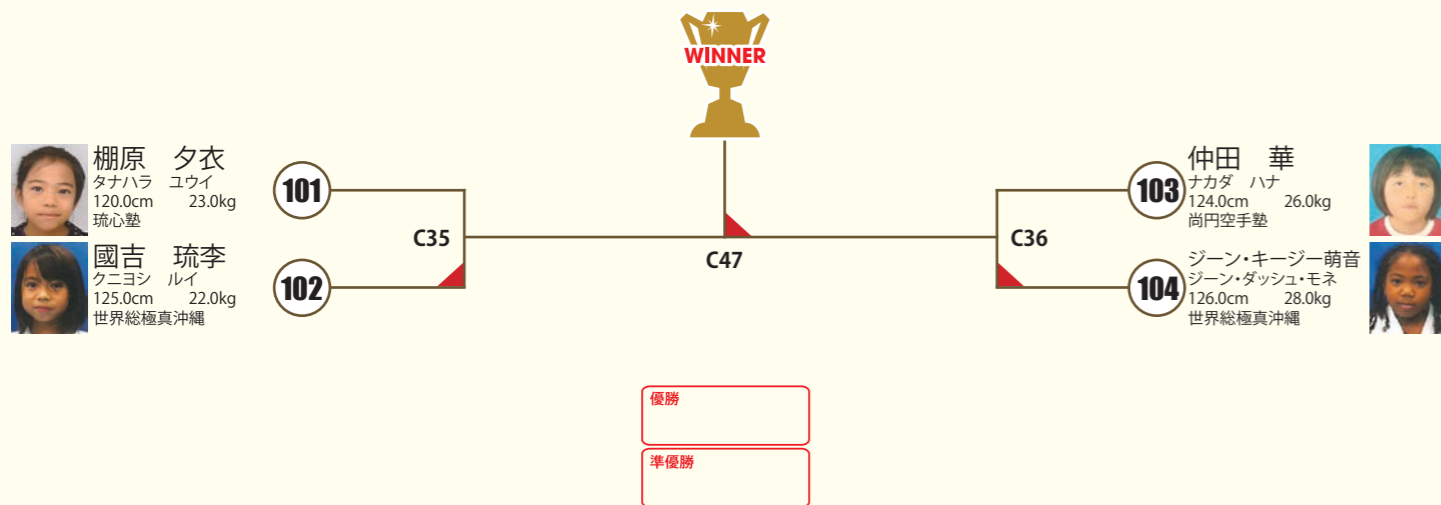 WINNER
棚原　夕衣
タナハラ　ユウイ
120.0cm　23.0kg
琉心塾
101
國吉　琉李
クニヨシ　ルイ
125.0cm　22.0kg
世界総極真沖縄
102
C35
C47
C36
103
仲田　華
ナカダ　ハナ
124.0cm　26.0kg
尚円空手塾
104
ジーン・キージー萌音
ジーン・ダッシュ・モネ
126.0cm　28.0kg
世界総極真沖縄
優勝
準優勝